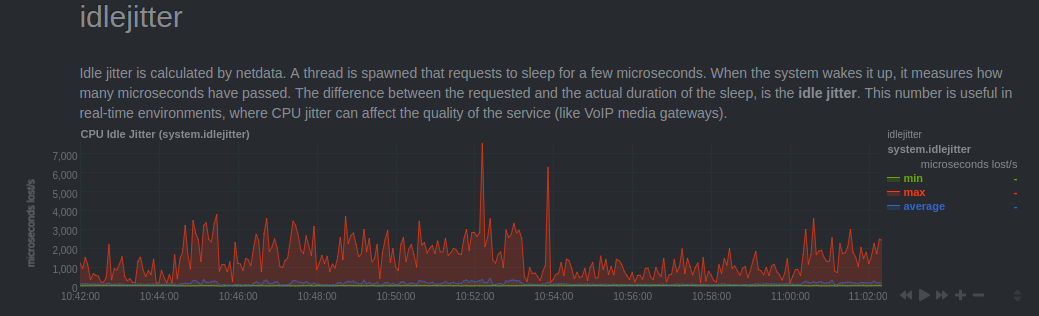 idlejitter
Idle jitter is calculated by netdata. A thread is spawned that requests to sleep for a few microseconds. When the system wakes it up, it measures how
many microseconds have passed. The difference between the requested and the actual duration of the sleep, is the idle jitter. This number is useful in
real-time environments, where CPU jitter can affect the quality of the service (like VoIP media gateways).
CPU Idle Jitter (system.idlejitter)
idlejitter
system.idlejitter
microseconds lost/s
min -
max -
average -
microseconds lost/s
7,000
6,000
5,000
4,000
3,000
2,000
1,000
0
10:42:00 10:44:00 10:46:00 10:48:00 10:50:00 10:52:00 10:54:00 10:56:00 10:58:00 11:00:00 11:02:00